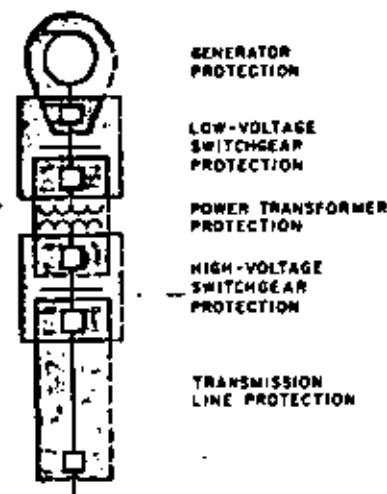 GENERATOR
PROTECTION
LOW-VOLTAGE
SWITCHGEAR
PROTECTION
POWER TRANSFORMER
PROTECTION
HIGH-VOLTAGE
SWITCHGEAR
PROTECTION
TRANSMISSION
LINE PROTECTION